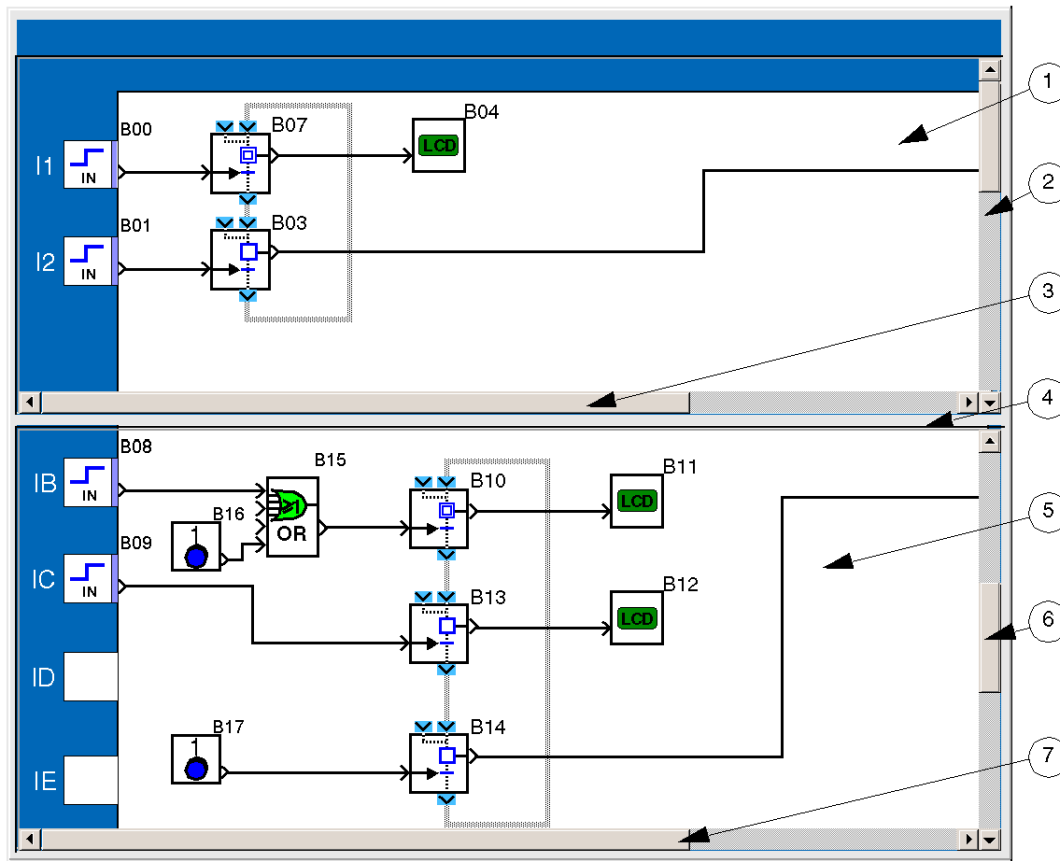 1
B00
B07
B04
LCD
I1
IN
2
B01
B03
I2
IN
3
4
B08
B15
B10
B11
IB
IN
LCD
B16
1
≥1
OR
5
B09
IC
IN
B13
B12
LCD
6
ID
B17
1
B14
IE
7